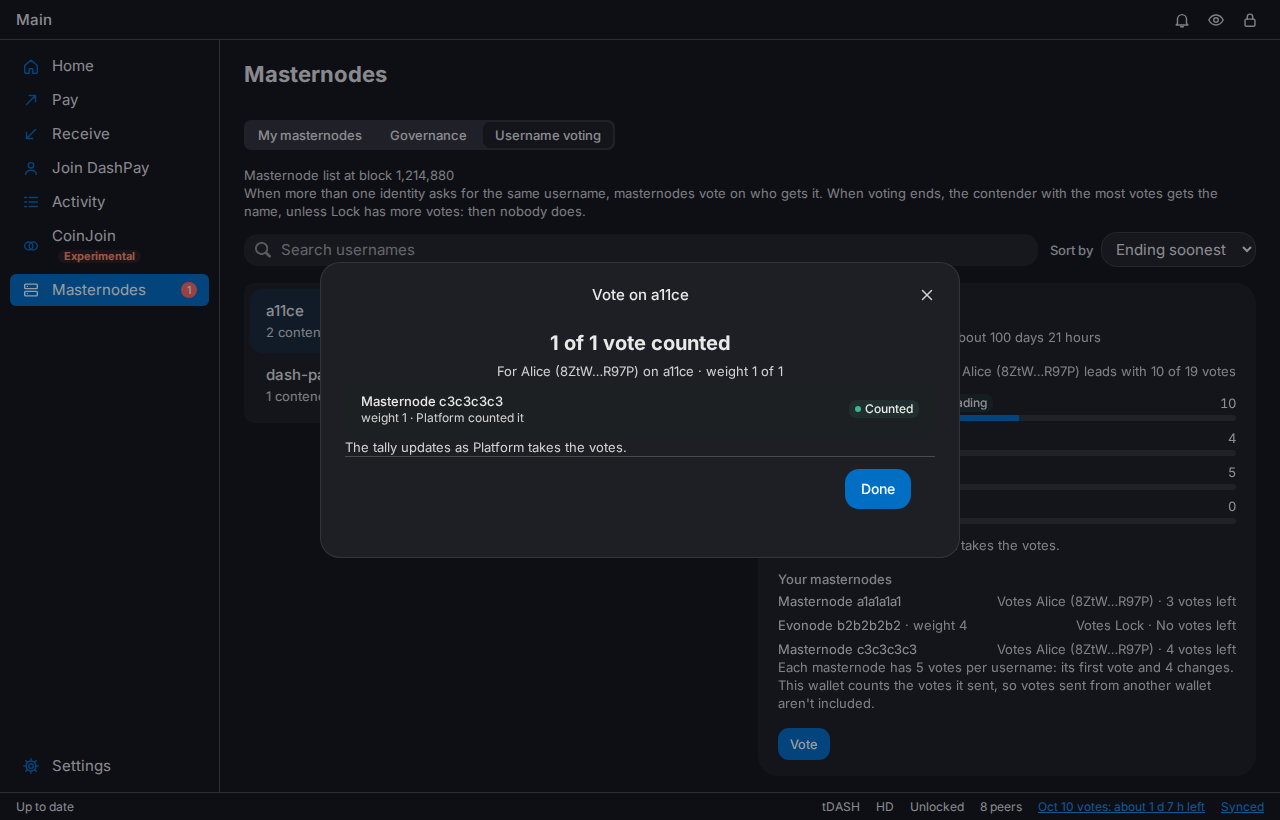 Main
Home
Pay
Receive
Join DashPay
Activity
CoinJoin
Experimental
Masternodes 1
Settings
Masternodes
My masternodes Governance Username voting
Masternode list at block 1,214,880
When more than one identity asks for the same username, masternodes vote on who gets it. When voting ends, the contender with the most votes gets the
name, unless Lock has more votes: then nobody does.
Search usernames
Sort by Ending soonest
a11ce
2
dash-
1
Vote on a11ce
1 of 1 vote counted
For Alice (8ZtW...R97P) on a11ce · weight 1 of 1
Masternode c3c3c3c3
weight 1 · Platform counted it
Counted
The tally updates as Platform takes the votes.
Done
100 days 21 hours
Alice (8ZtW...R97P) leads with 10 of 19 votes
10
4
5
0
takes the votes.
Your masternodes
Masternode a1a1a1a1 Votes Alice (8ZtW...R97P) · 3 votes left
Evonode b2b2b2b2 · weight 4 Votes Lock · No votes left
Masternode c3c3c3c3 Votes Alice (8ZtW...R97P) · 4 votes left
Each masternode has 5 votes per username: its first vote and 4 changes.
This wallet counts the votes it sent, so votes sent from another wallet
aren't included.
Vote
Up to date
tDASH HD Unlocked 8 peers Oct 10 votes: about 1 d 7 h left Synced